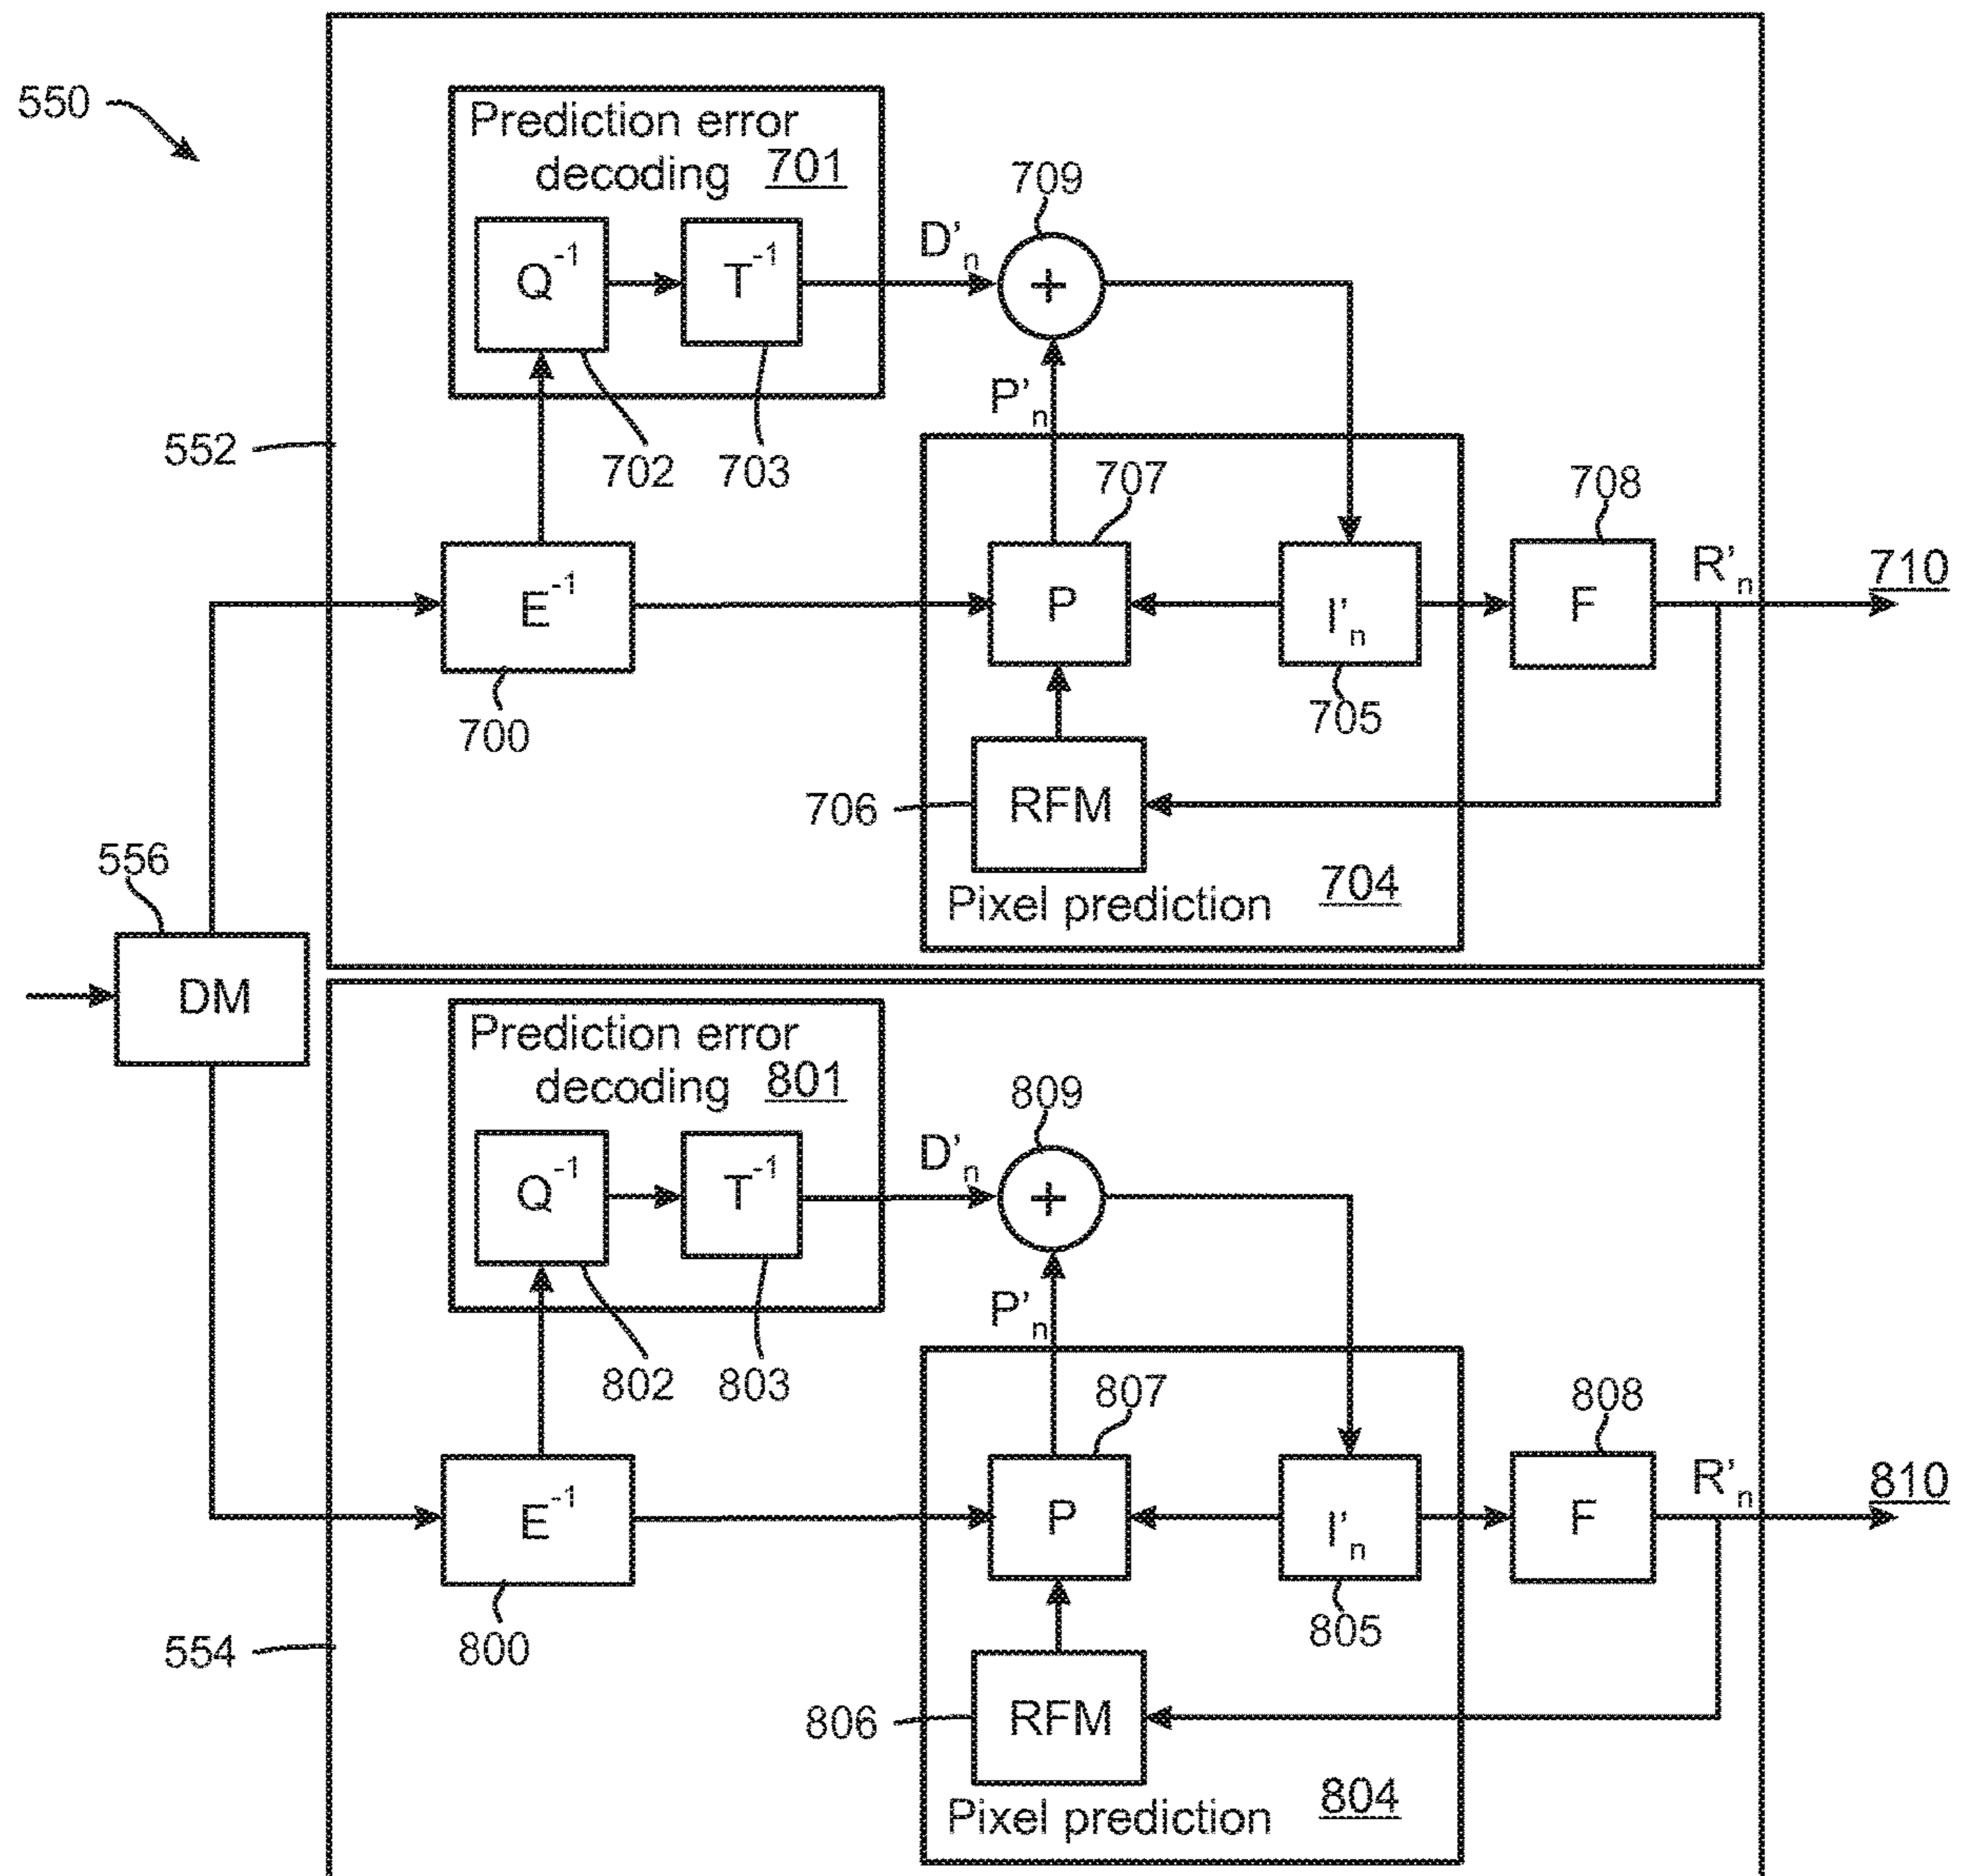 550
Prediction error
decoding 701
709
Q-1
T-1
D'n
+
P'n
552
702
703
707
708
E-1
P
I'n
F
R'n
710
700
705
706
RFM
556
Pixel prediction 704
DM
Prediction error
decoding 801
809
Q-1
T-1
D'n
+
P'n
802
803
807
808
E-1
P
I'n
F
R'n
810
800
805
554
806
RFM
Pixel prediction 804